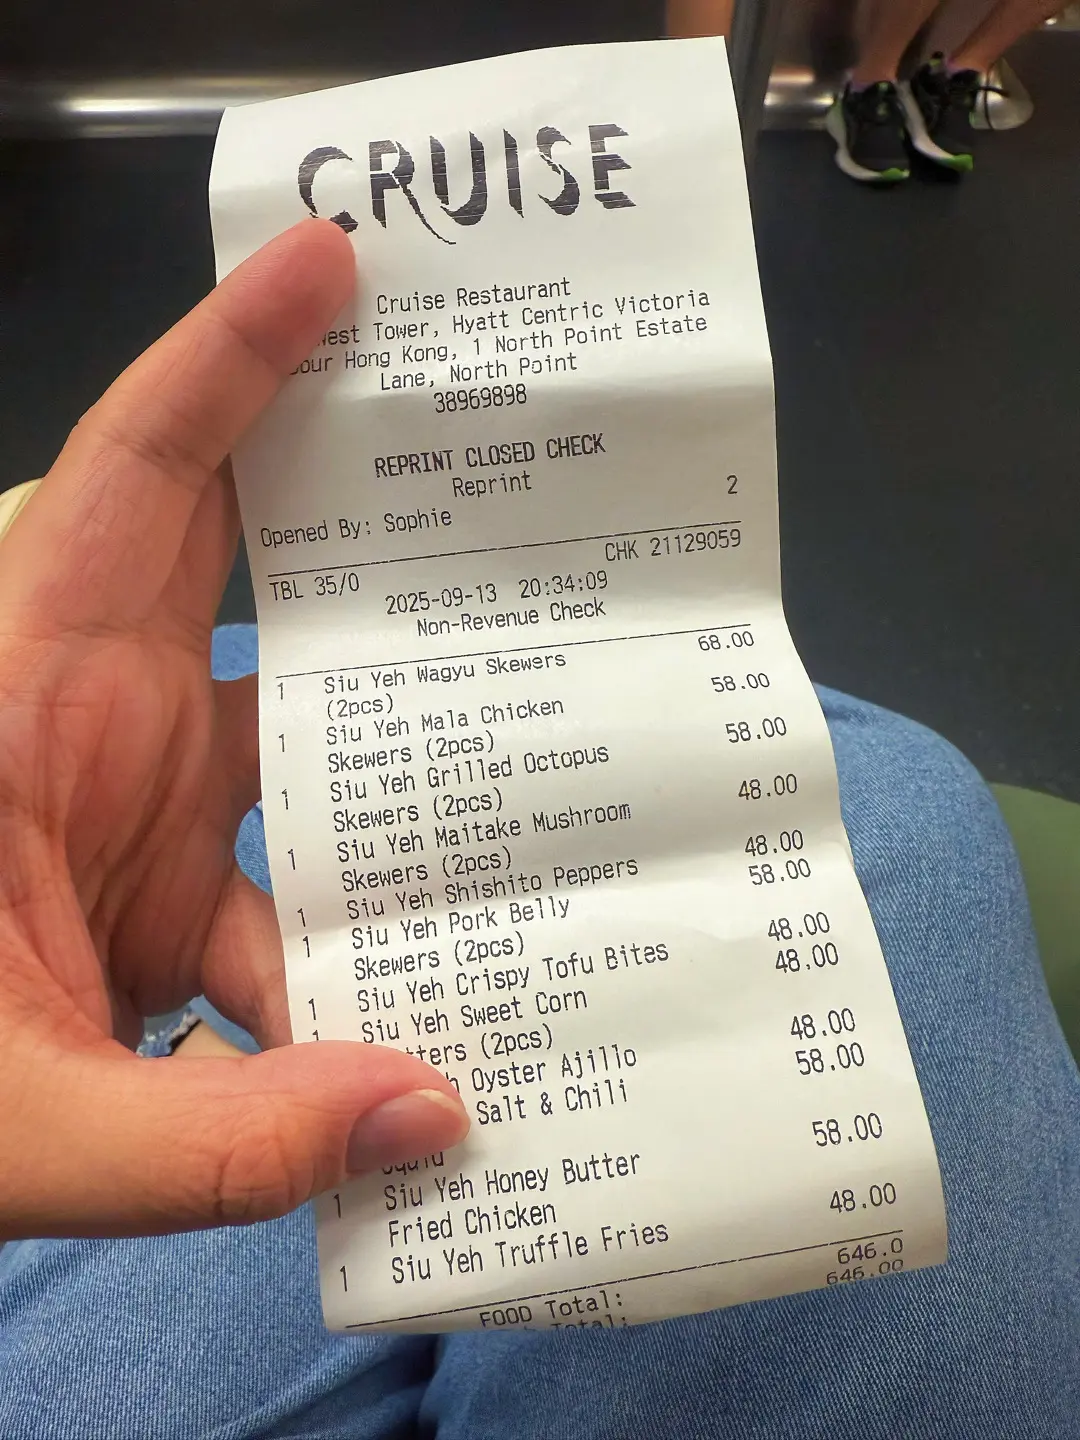 CRUISE
Cruise Restaurant
West Tower, Hyatt Centric Victoria
Hong Kong, 1 North Point Estate
Lane, North Point
38969898
REPRINT CLOSED CHECK
Reprint
2
Opened By: Sophie
CHK 21129059
TBL 35/0
2025-09-13 20:34:09
Non-Revenue Check
1 Siu Yeh Wagyu Skewers 68.00
(2pcs)
1 Siu Yeh Mala Chicken 58.00
Skewers (2pcs)
1 Siu Yeh Grilled Octopus 58.00
Skewers (2pcs)
1 Siu Yeh Maitake Mushroom 48.00
Skewers (2pcs)
1 Siu Yeh Shishito Peppers 48.00
1 Siu Yeh Pork Belly 58.00
Skewers (2pcs)
1 Siu Yeh Crispy Tofu Bites 48.00
1 Siu Yeh Sweet Corn 48.00
(2pcs)
Oyster Ajillo 48.00
Salt & Chili 58.00
Squid
1 Siu Yeh Honey Butter 58.00
Fried Chicken
1 Siu Yeh Truffle Fries 48.00
FOOD Total: 646.0
Total: 646.00